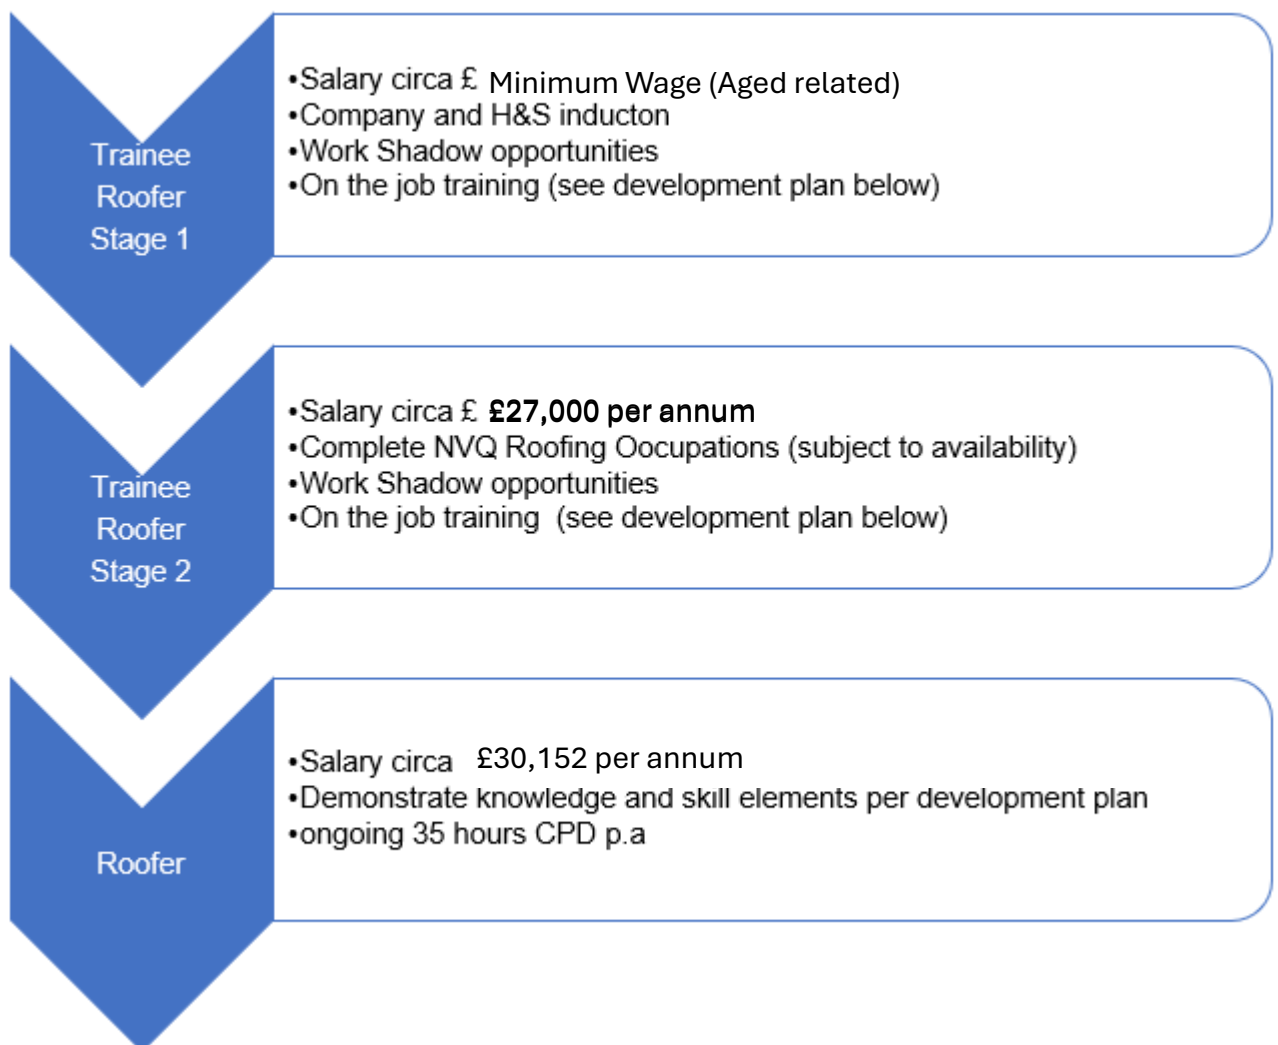 Trainee
Roofer
Stage 1
•Salary circa £ Minimum Wage (Aged related)
•Company and H&S inducton
•Work Shadow opportunities
•On the job training (see development plan below)
Trainee
Roofer
Stage 2
•Salary circa £ £27,000 per annum
•Complete NVQ Roofing Oocupations (subject to availability)
•Work Shadow opportunities
•On the job training  (see development plan below)
Roofer
•Salary circa £30,152 per annum
•Demonstrate knowledge and skill elements per development plan
•ongoing 35 hours CPD p.a